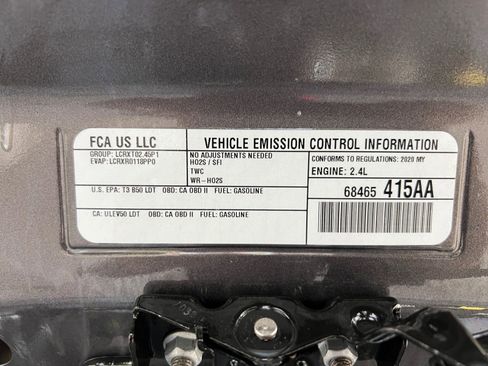 FCA US LLC
GROUP: LCRXT02.45P1
EVAP: LCRXR0118PP0
VEHICLE EMISSION CONTROL INFORMATION
NO ADJUSTMENTS NEEDED
HO2S / SFI
TWC
WR-HO2S
CONFORMS TO REGULATIONS: 2020 MY
ENGINE: 2.4L
68465 415AA
U.S. EPA: T3 B50 LDT OBD: CA OBD II FUEL: GASOLINE
CA: ULEV50 LDT OBD: CA OBD II FUEL: GASOLINE